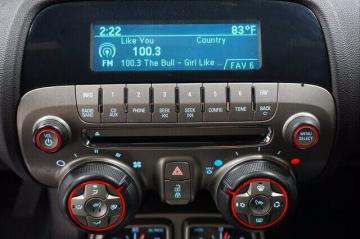 2:22 83°F
Like You Country
100.3
FM 100.3 The Bull - Girl Like ... FAV 6
INFO 1 2 3 4 5 6 FAV
RADIO BAND CD AUX PHONE SEEK SEEK CONFIG TONE BACK
VOL
MENU SELECT